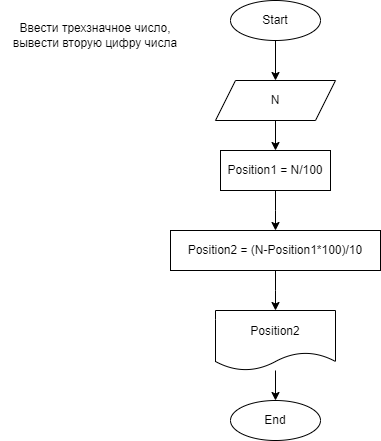 Ввести трехзначное число,
вывести вторую цифру числа
Start
N
Position1 = N/100
Position2 = (N-Position1*100)/10
Position2
End